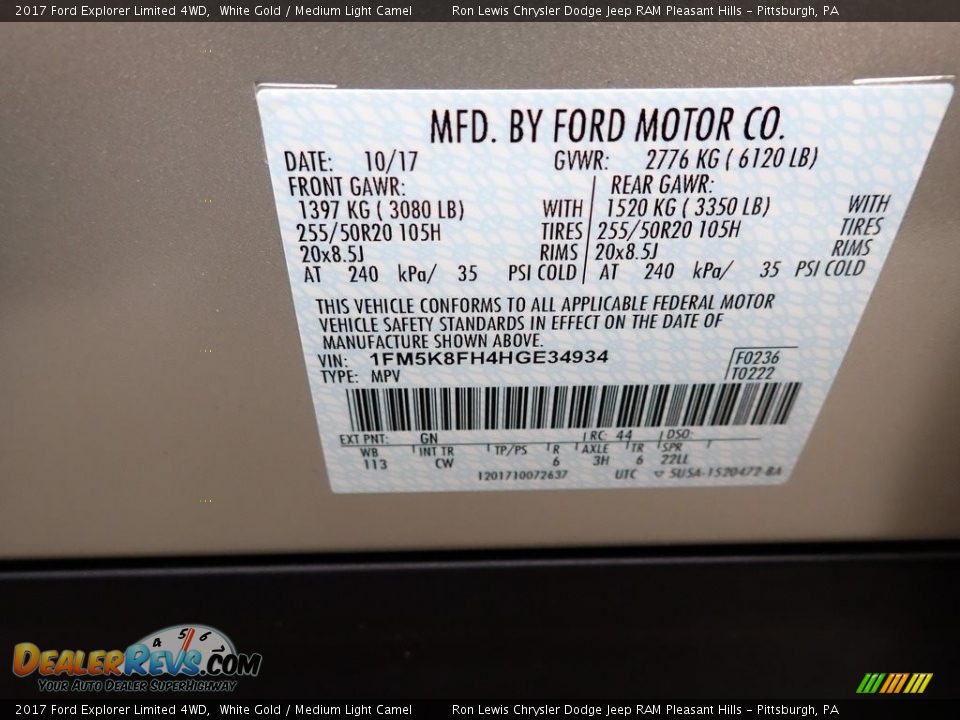 2017 Ford Explorer Limited 4WD,  White Gold / Medium Light Camel    Ron Lewis Chrysler Dodge Jeep RAM Pleasant Hills - Pittsburgh, PA
MFD. BY FORD MOTOR CO.
DATE: 10/17    GVWR: 2776 KG ( 6120 LB)
FRONT GAWR:    REAR GAWR:
1397 KG ( 3080 LB) WITH    1520 KG ( 3350 LB) WITH
255/50R20 105H TIRES    255/50R20 105H TIRES
20x8.5J RIMS    20x8.5J RIMS
AT 240 kPa/ 35 PSI COLD    AT 240 kPa/ 35 PSI COLD
THIS VEHICLE CONFORMS TO ALL APPLICABLE FEDERAL MOTOR
VEHICLE SAFETY STANDARDS IN EFFECT ON THE DATE OF
MANUFACTURE SHOWN ABOVE.
VIN: 1FM5K8FH4HGE34934    F0236
TYPE: MPV    T0222
EXT PNT: GN    RC: 44    DSO:
WB    INT TR    TP/PS    R    AXLE    TR    SPR
113    CW    6    3H    6    22LL
1201710072637    UTC    5U5A-1520472-BA
4 5 6
DEALERREVS.COM
YOUR AUTO DEALER SUPERHIGHWAY
2017 Ford Explorer Limited 4WD,  White Gold / Medium Light Camel    Ron Lewis Chrysler Dodge Jeep RAM Pleasant Hills - Pittsburgh, PA